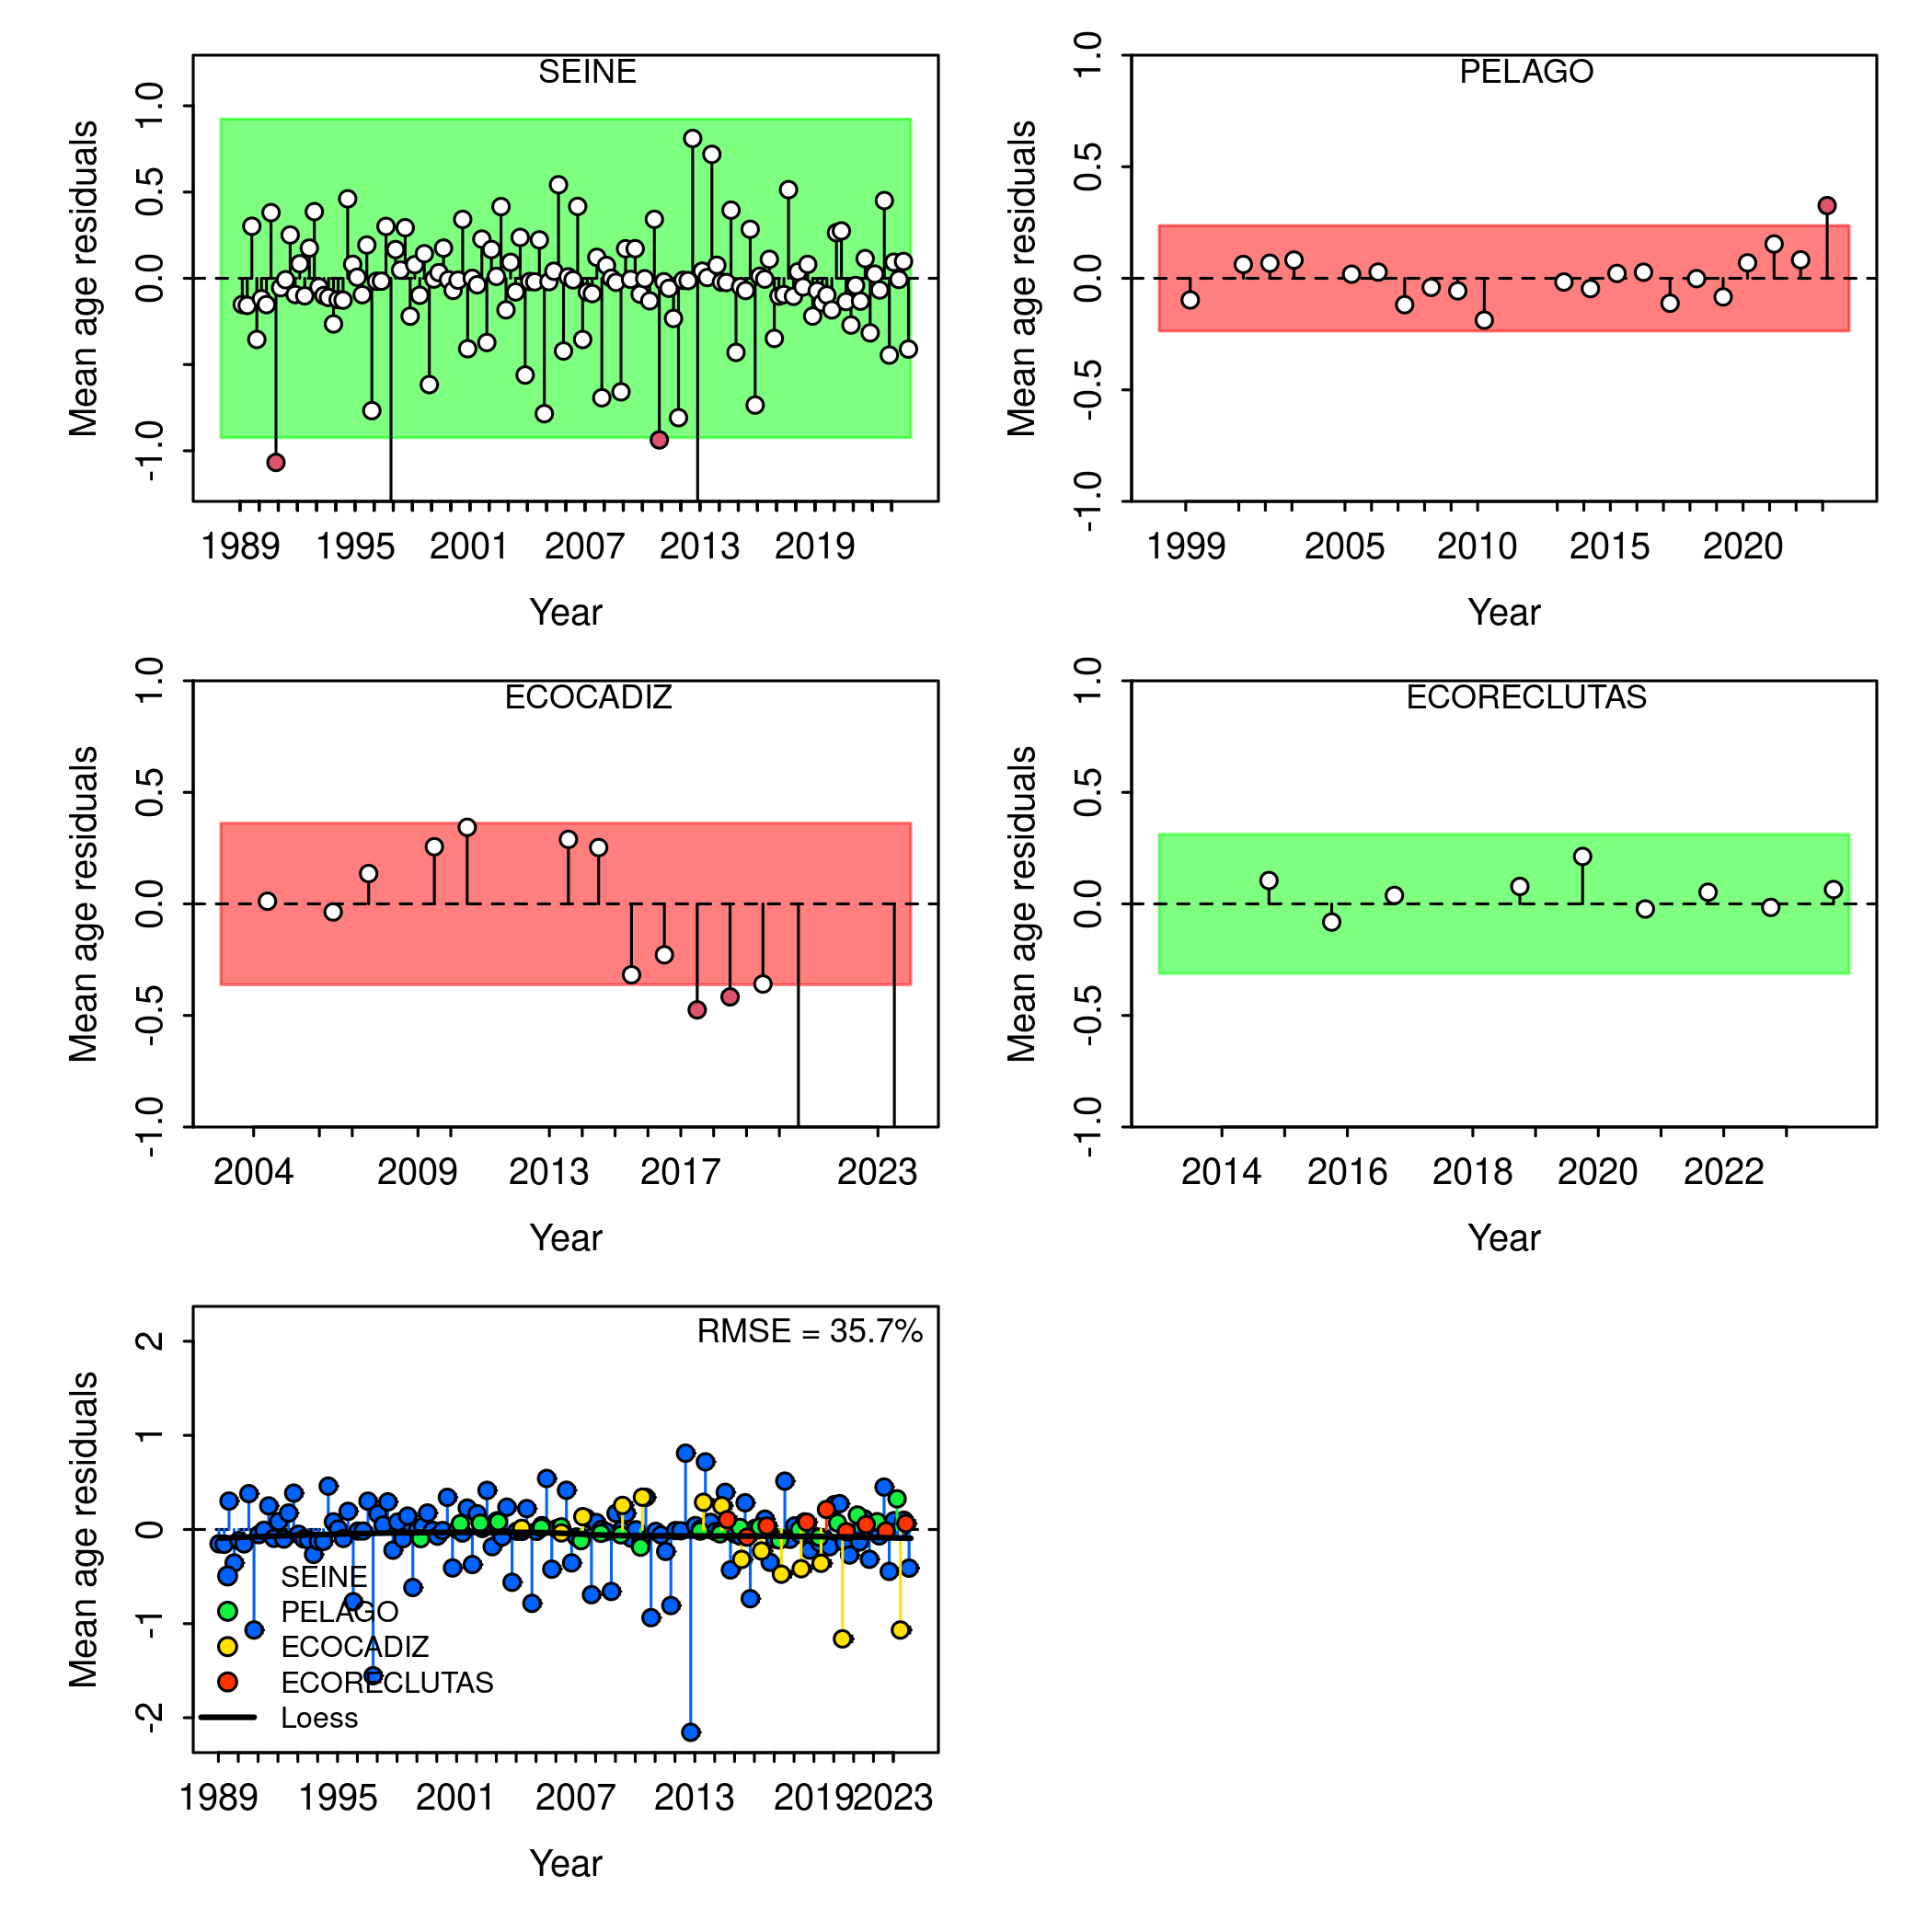 SEINE
Mean age residuals
1.0
0.5
0.0
-1.0
1989 1995 2001 2007 2013 2019
Year
PELAGO
Mean age residuals
1.0
0.5
0.0
-0.5
-1.0
1999 2005 2010 2015 2020
Year
ECOCADIZ
Mean age residuals
1.0
0.5
0.0
-0.5
-1.0
2004 2009 2013 2017 2023
Year
ECORECLUTAS
Mean age residuals
1.0
0.5
0.0
-0.5
-1.0
2014 2016 2018 2020 2022
Year
RMSE = 35.7%
Mean age residuals
2
1
0
-1
-2
SEINE
PELAGO
ECOCADIZ
ECORECLUTAS
Loess
1989 1995 2001 2007 2013 2019 2023
Year